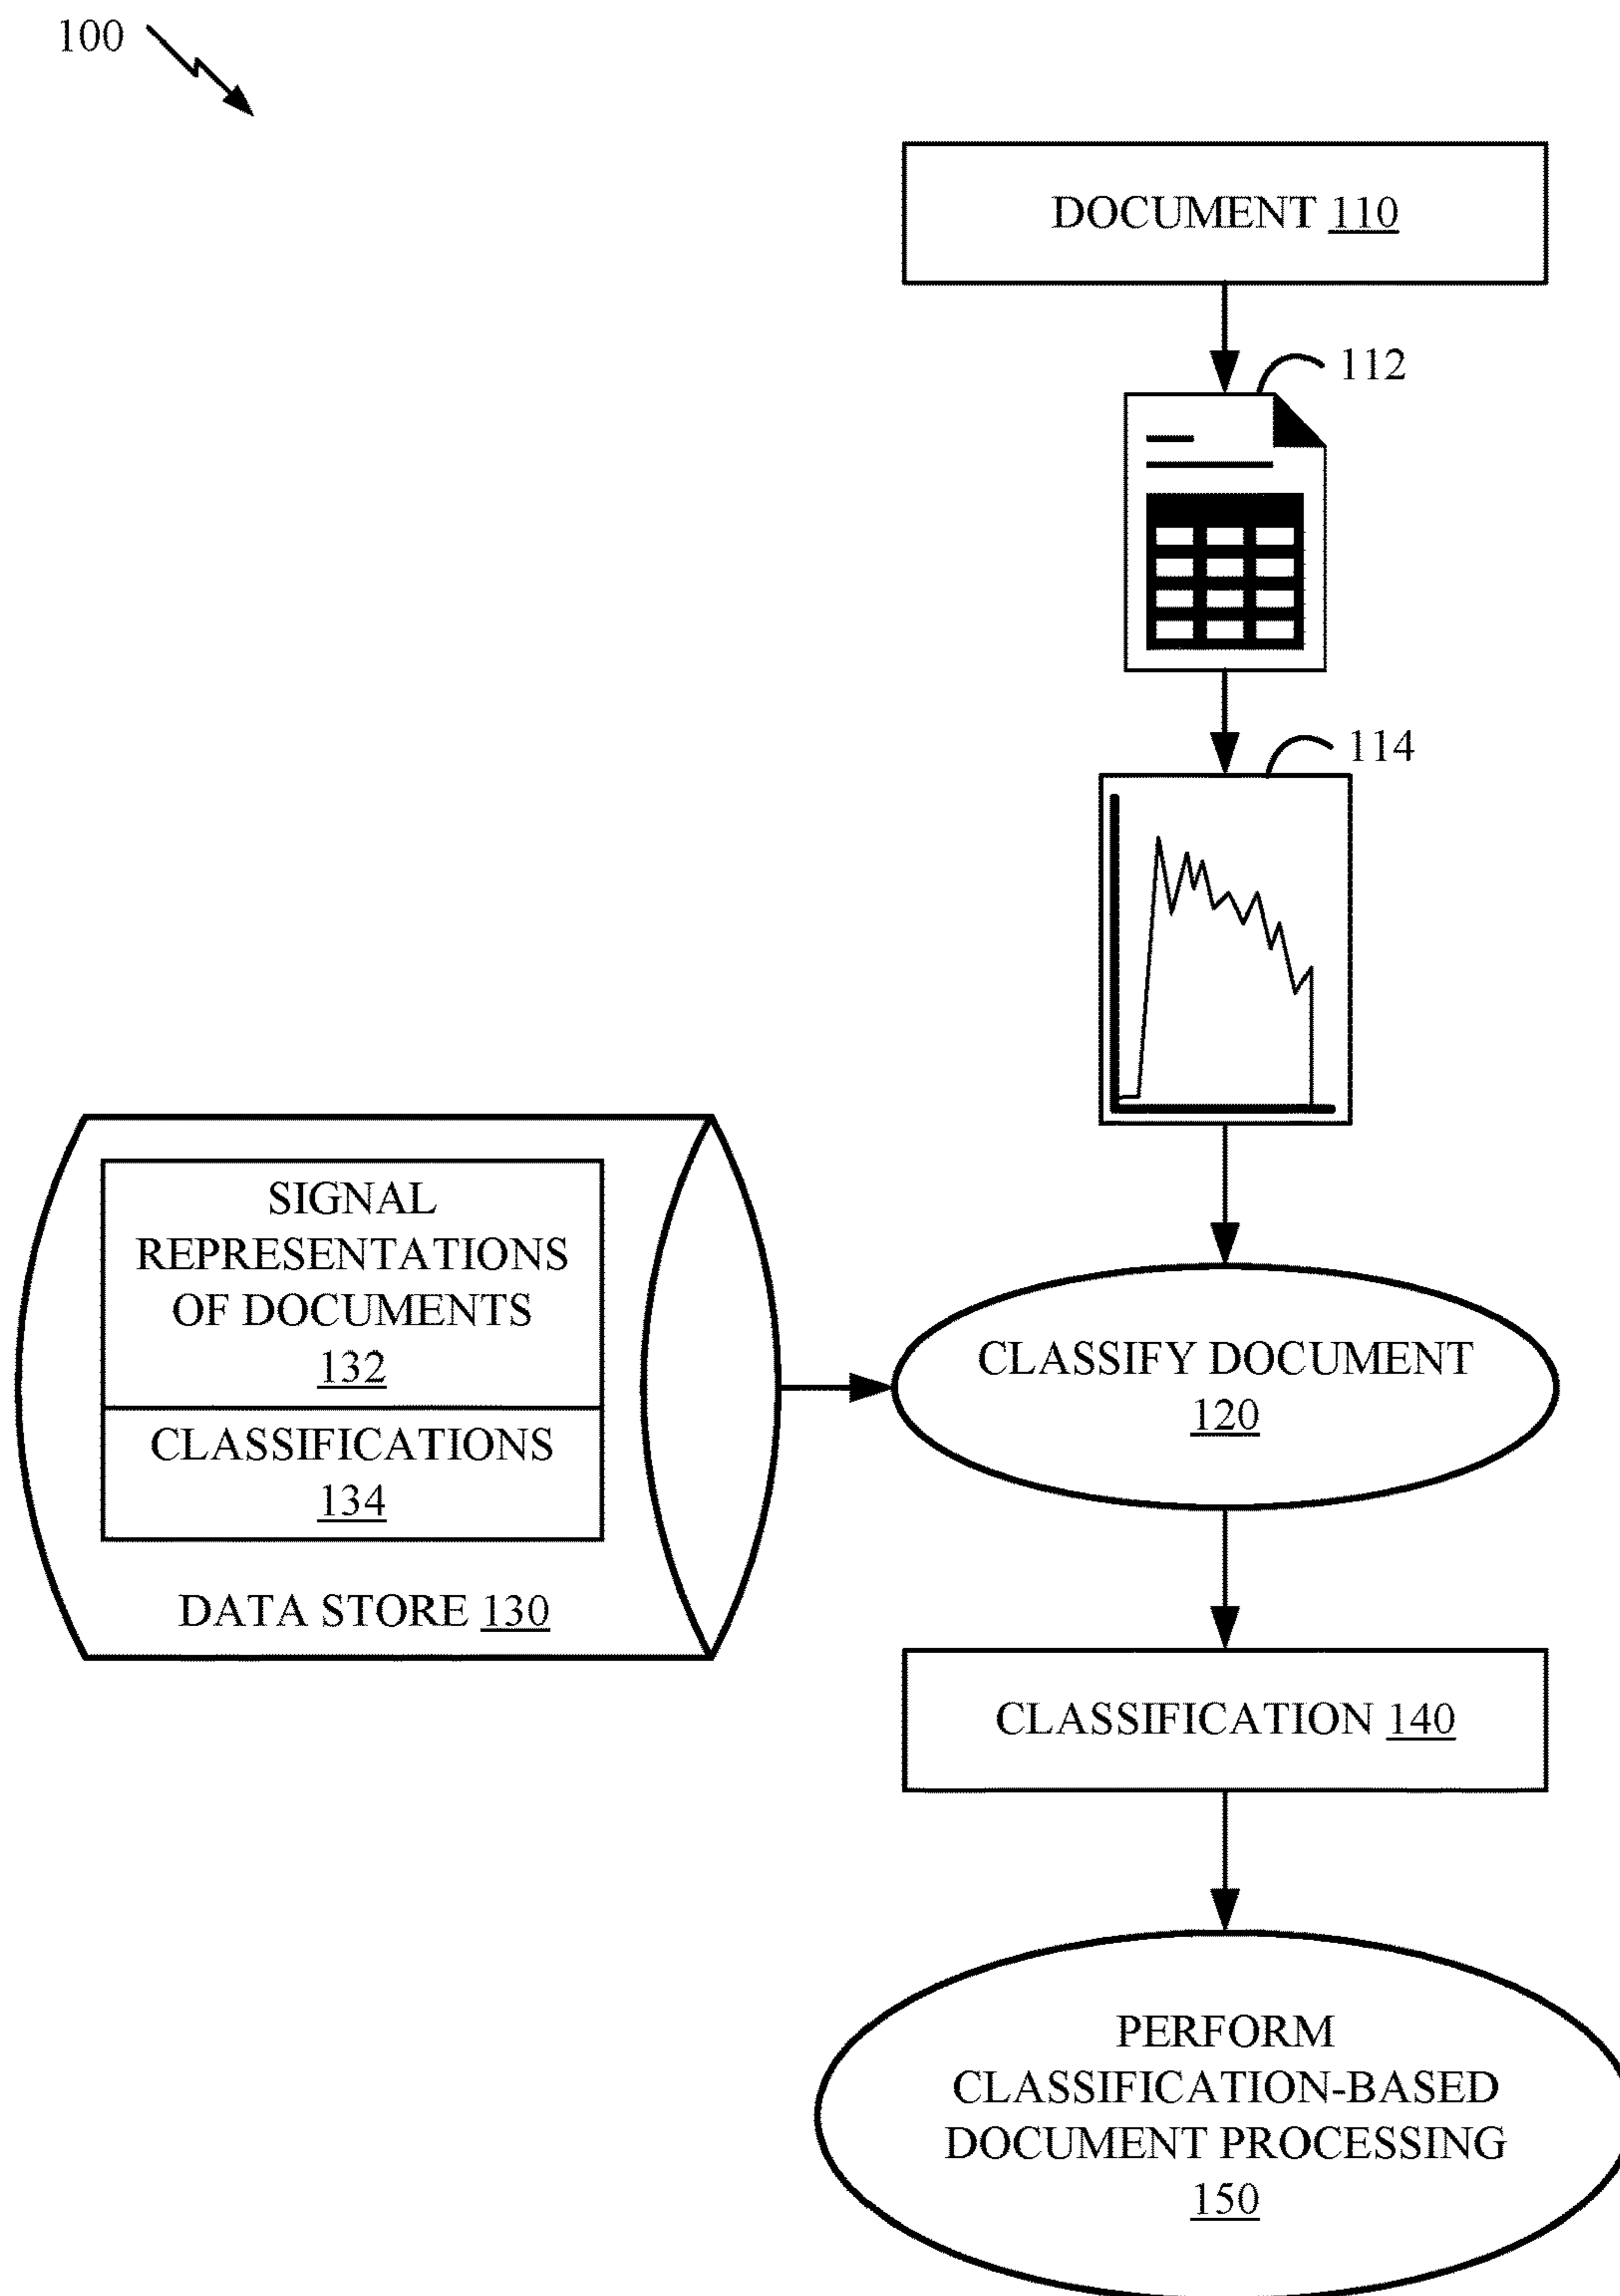 100
DOCUMENT 110
112
114
SIGNAL
REPRESENTATIONS
OF DOCUMENTS
132
CLASSIFICATIONS
134
DATA STORE 130
CLASSIFY DOCUMENT
120
CLASSIFICATION 140
PERFORM
CLASSIFICATION-BASED
DOCUMENT PROCESSING
150